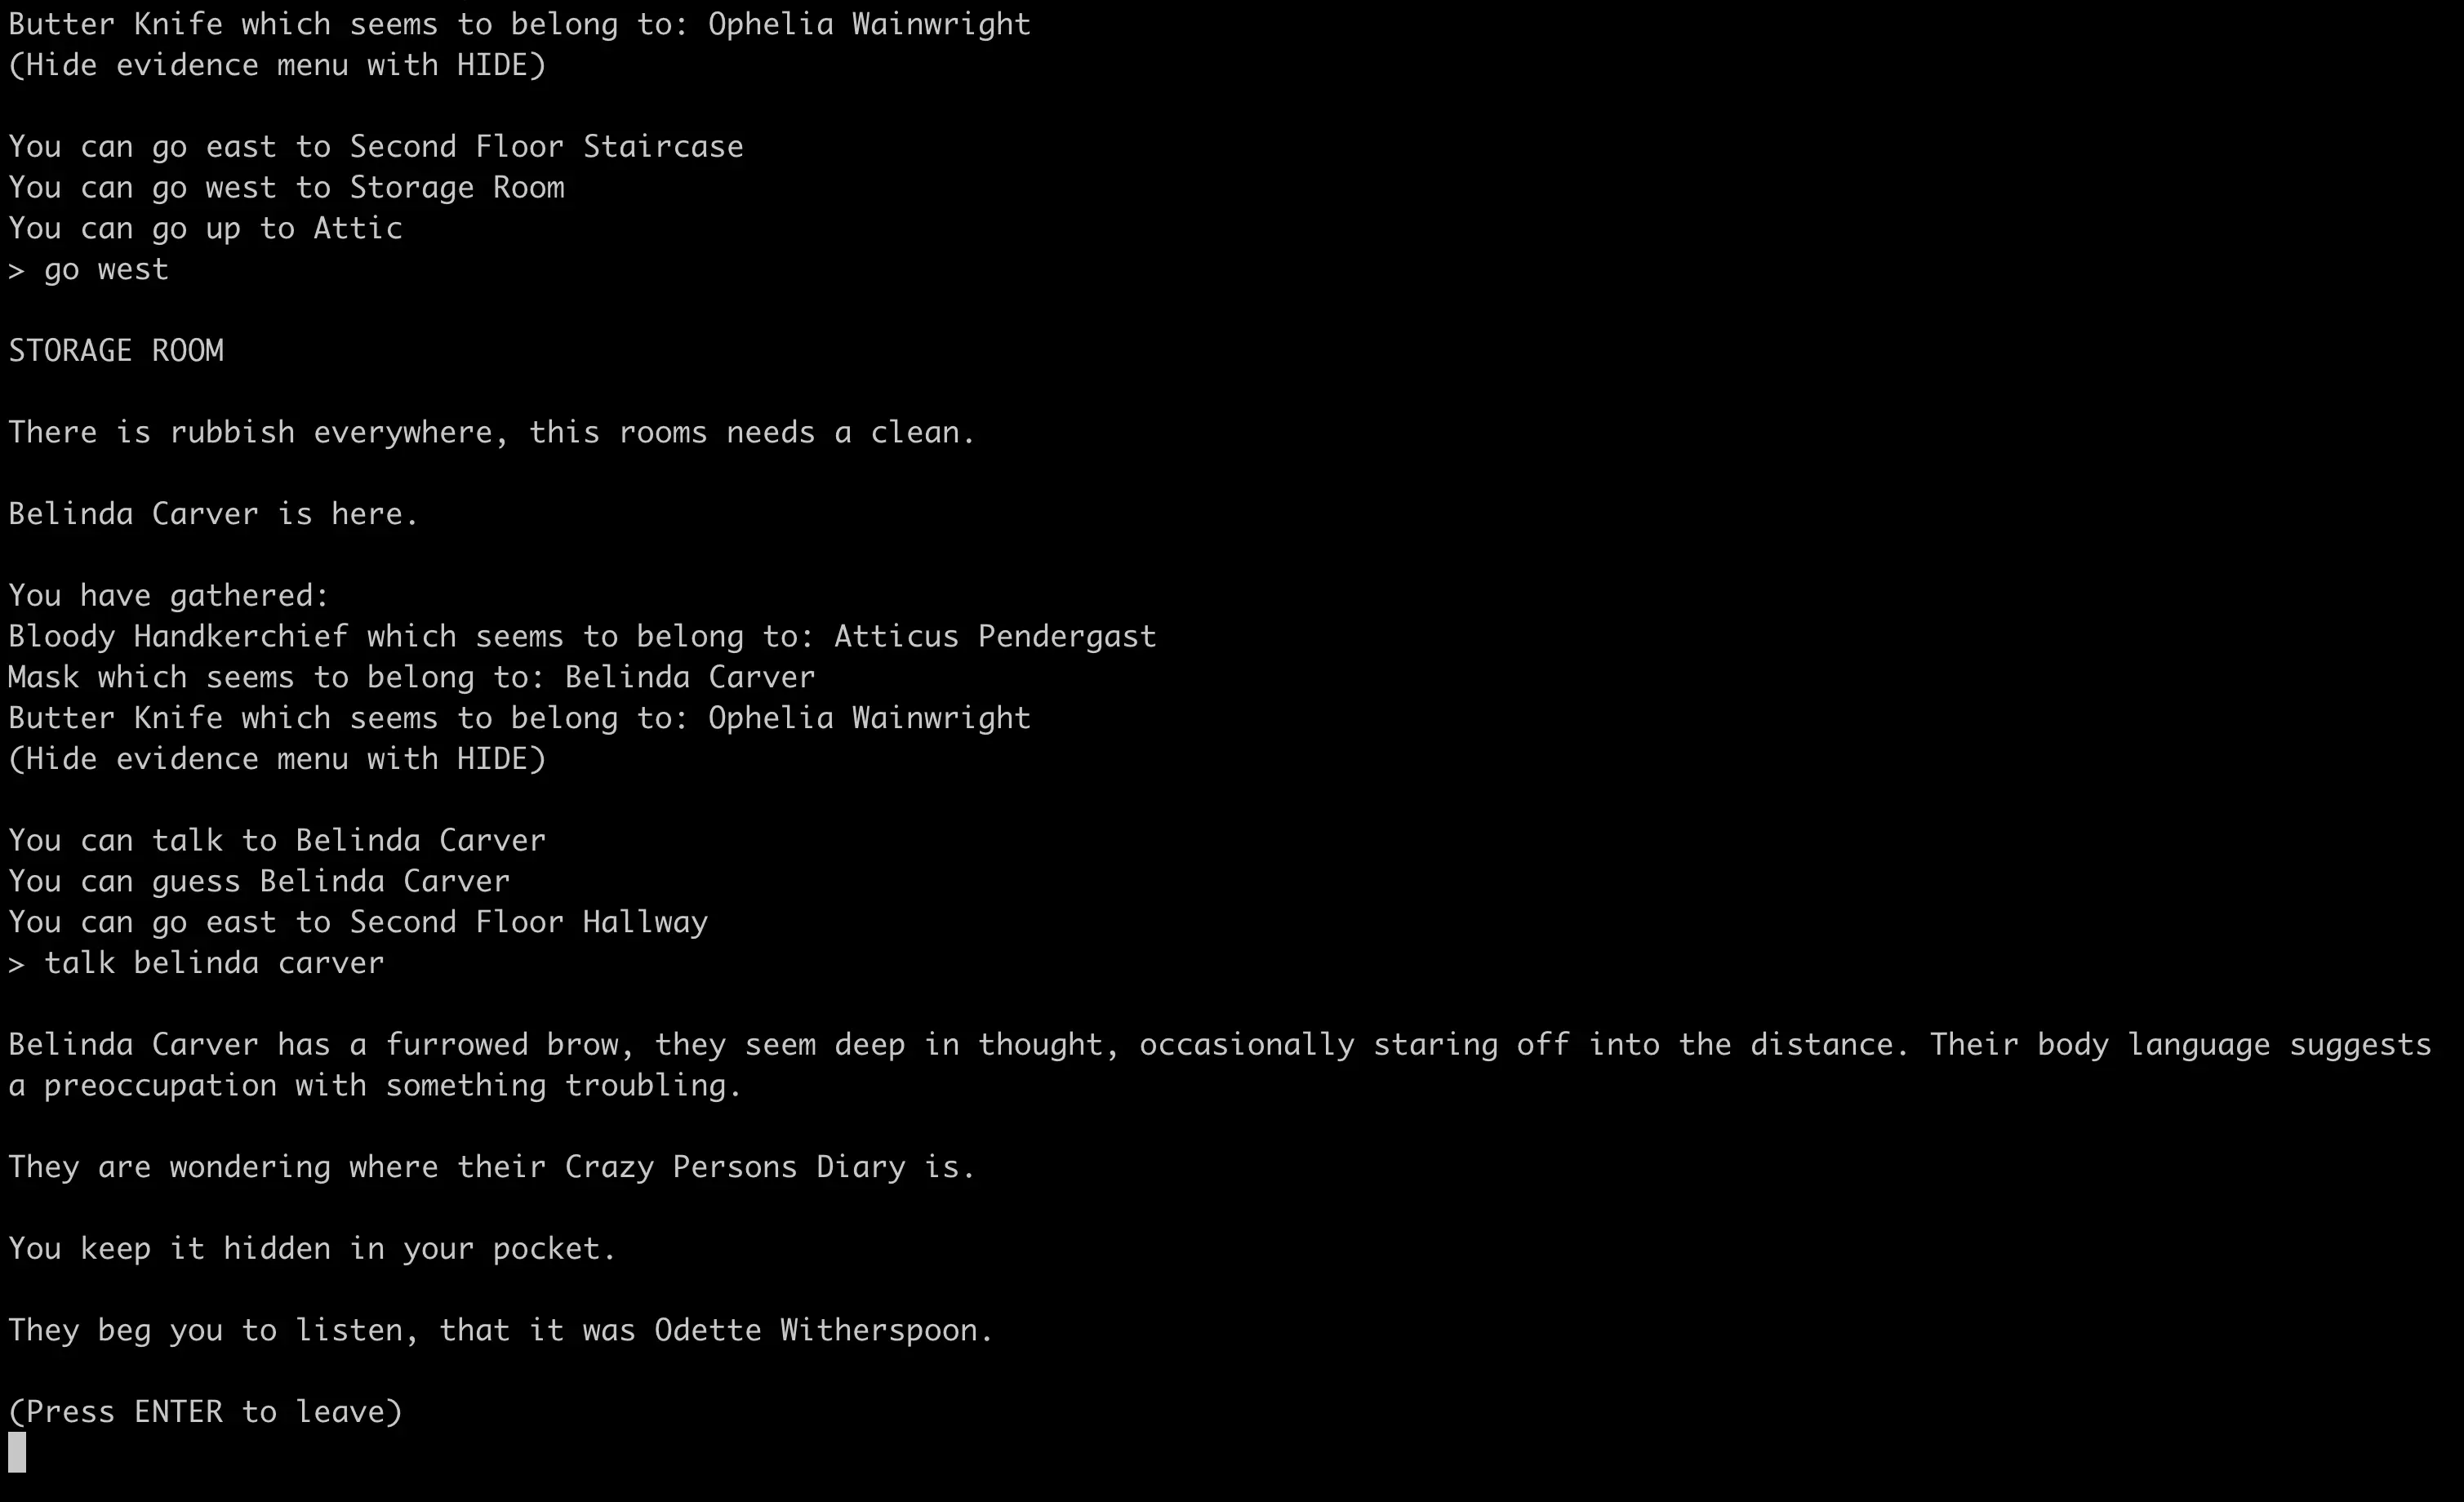 Butter Knife which seems to belong to: Ophelia Wainwright
(Hide evidence menu with HIDE)
You can go east to Second Floor Staircase
You can go west to Storage Room
You can go up to Attic
> go west
STORAGE ROOM
There is rubbish everywhere, this rooms needs a clean.
Belinda Carver is here.
You have gathered:
Bloody Handkerchief which seems to belong to: Atticus Pendergast
Mask which seems to belong to: Belinda Carver
Butter Knife which seems to belong to: Ophelia Wainwright
(Hide evidence menu with HIDE)
You can talk to Belinda Carver
You can guess Belinda Carver
You can go east to Second Floor Hallway
> talk belinda carver
Belinda Carver has a furrowed brow, they seem deep in thought, occasionally staring off into the distance. Their body language suggests
a preoccupation with something troubling.
They are wondering where their Crazy Persons Diary is.
You keep it hidden in your pocket.
They beg you to listen, that it was Odette Witherspoon.
(Press ENTER to leave)